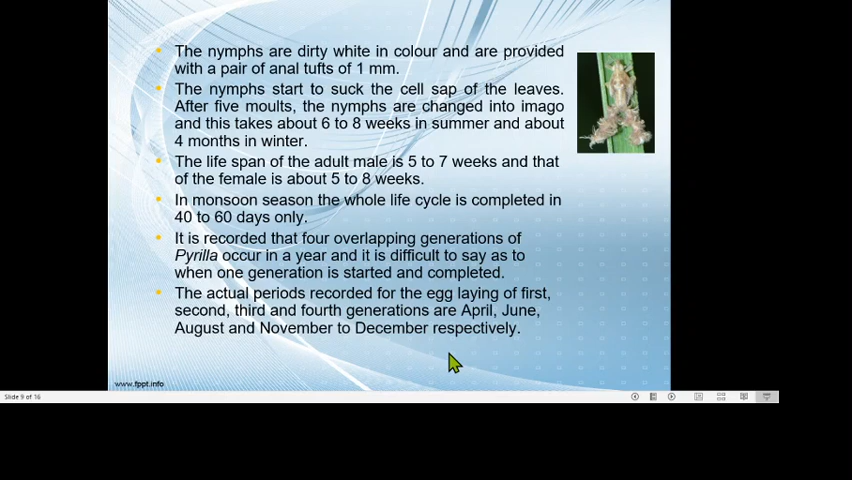 The nymphs are dirty white in colour and are provided
with a pair of anal tufts of 1 mm.
The nymphs start to suck the cell sap of the leaves.
After five moults, the nymphs are changed into imago
and this takes about 6 to 8 weeks in summer and about
4 months in winter.
The life span of the adult male is 5 to 7 weeks and that
of the female is about 5 to 8 weeks.
In monsoon season the whole life cycle is completed in
40 to 60 days only.
It is recorded that four overlapping generations of
Pyrilla occur in a year and it is difficult to say as to
when one generation is started and completed.
The actual periods recorded for the egg laying of first,
second, third and fourth generations are April, June,
August and November to December respectively.
www.fppt.info
Slide 9 of 16